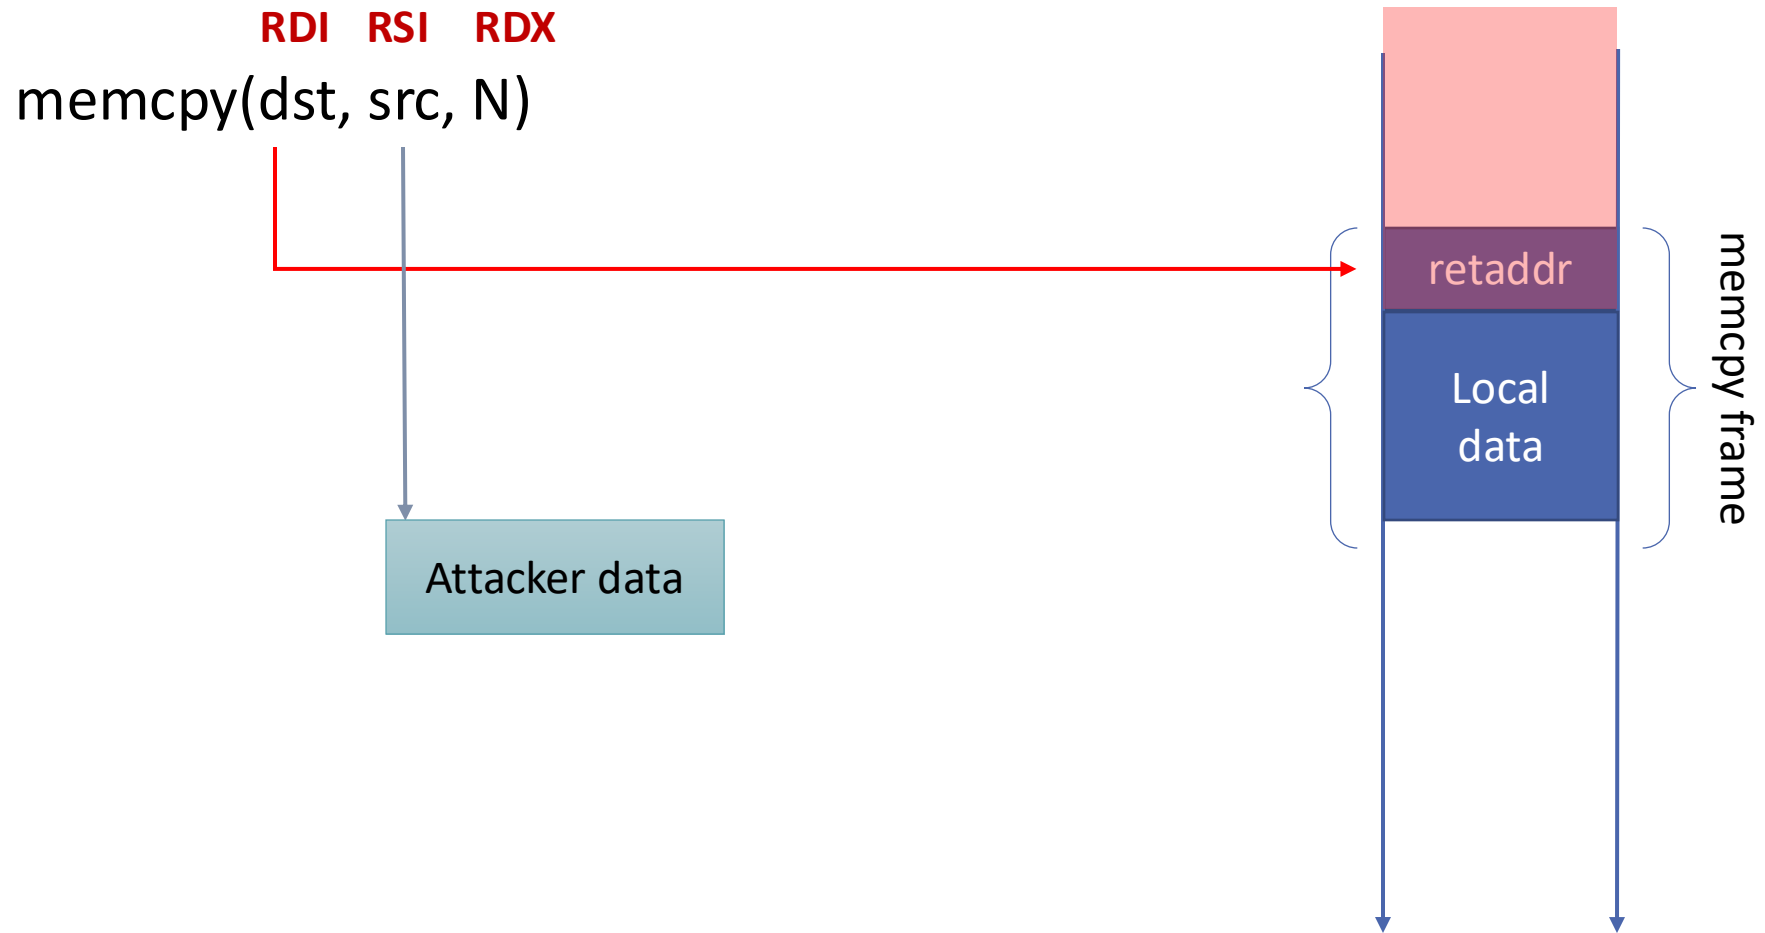 RDI RSI RDX
memcpy(dst, src, N)
retaddr
Local
data
memcpy frame
Attacker data